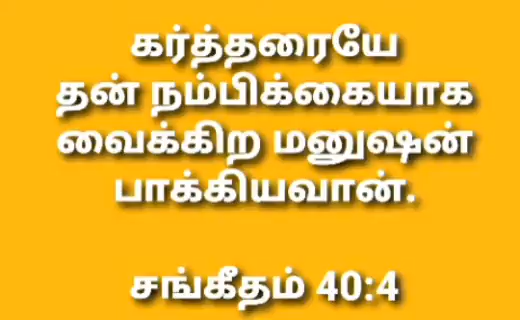 கர்த்தரையே
தன் நம்பிக்கையாக
வைக்கிற மனுஷன்
பாக்கியவான்.
சங்கீதம் 40:4